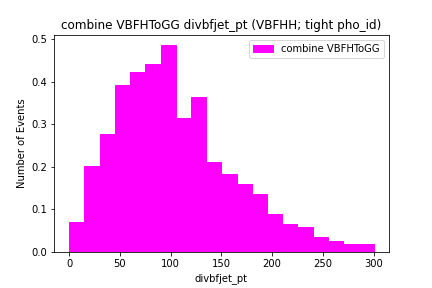 combine VBFHToGG divbfjet_pt (VBFHH; tight pho_id)
combine VBFHToGG
Number of Events
0.5
0.4
0.3
0.2
0.1
0.0
0 50 100 150 200 250 300
divbfjet_pt